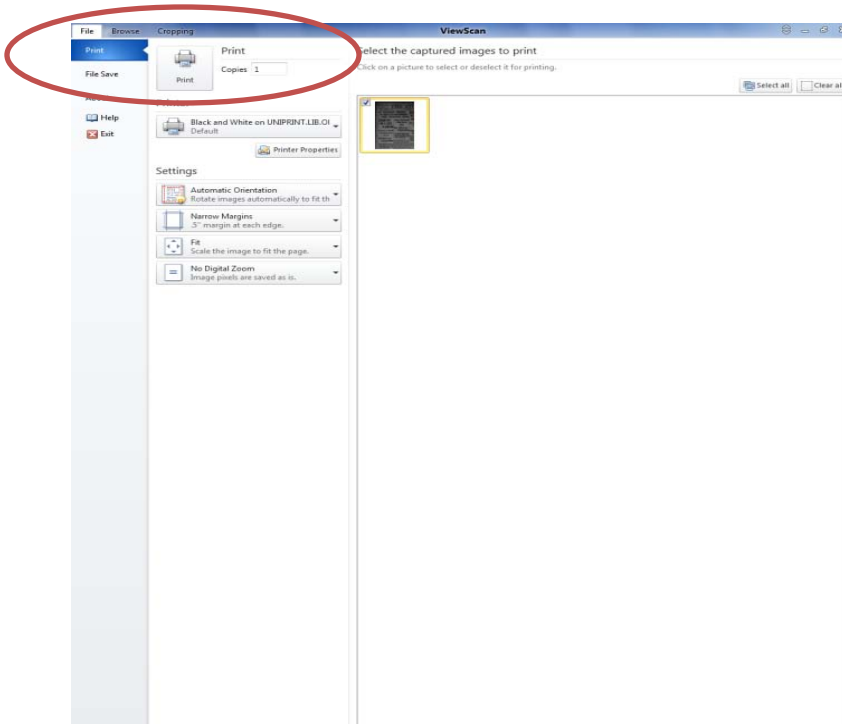 File Browse Cropping ViewScan
Print
File Save
Help
Exit
Print
Print
Copies 1
Black and White on UNIPRINT.LIB.OI
Default
Printer Properties
Settings
Automatic Orientation
Rotate images automatically to fit th
Narrow Margins
.5" margin at each edge.
Fit
Scale the image to fit the page.
No Digital Zoom
Image pixels are saved as is.
Select the captured images to print
Click on a picture to select or deselect it for printing.
Select all Clear al